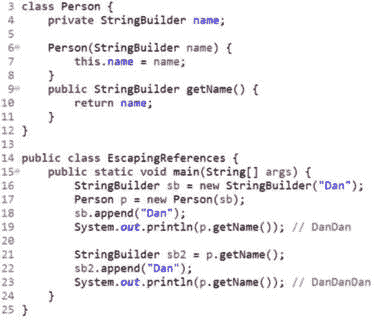 3 class Person {
4     private StringBuilder name;
5
6     Person(StringBuilder name) {
7         this.name = name;
8     }
9     public StringBuilder getName() {
10         return name;
11     }
12 }
13
14 public class EscapingReferences {
15     public static void main(String[] args) {
16         StringBuilder sb = new StringBuilder("Dan");
17         Person p = new Person(sb);
18         sb.append("Dan");
19         System.out.println(p.getName()); // DanDan
20
21         StringBuilder sb2 = p.getName();
22         sb2.append("Dan");
23         System.out.println(p.getName()); // DanDanDan
24     }
25 }